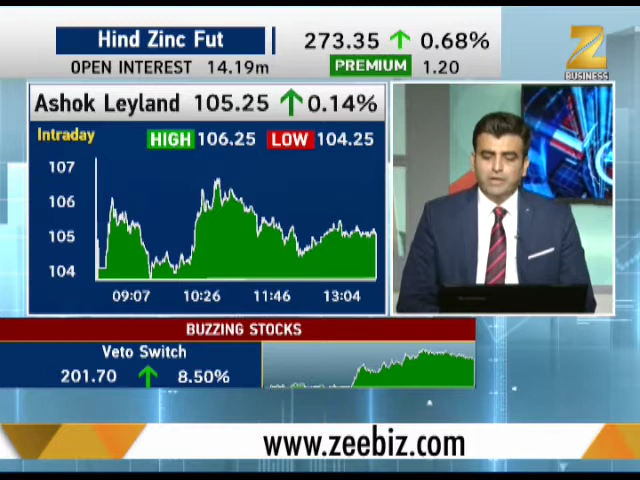 Hind Zinc Fut 273.35 0.68%
OPEN INTEREST 14.19m PREMIUM 1.20
Z
BUSINESS
Ashok Leyland 105.25 0.14%
Intraday HIGH 106.25 LOW 104.25
107
106
105
104
09:07 10:26 11:46 13:04
BUZZING STOCKS
Veto Switch
201.70 8.50%
www.zeebiz.com